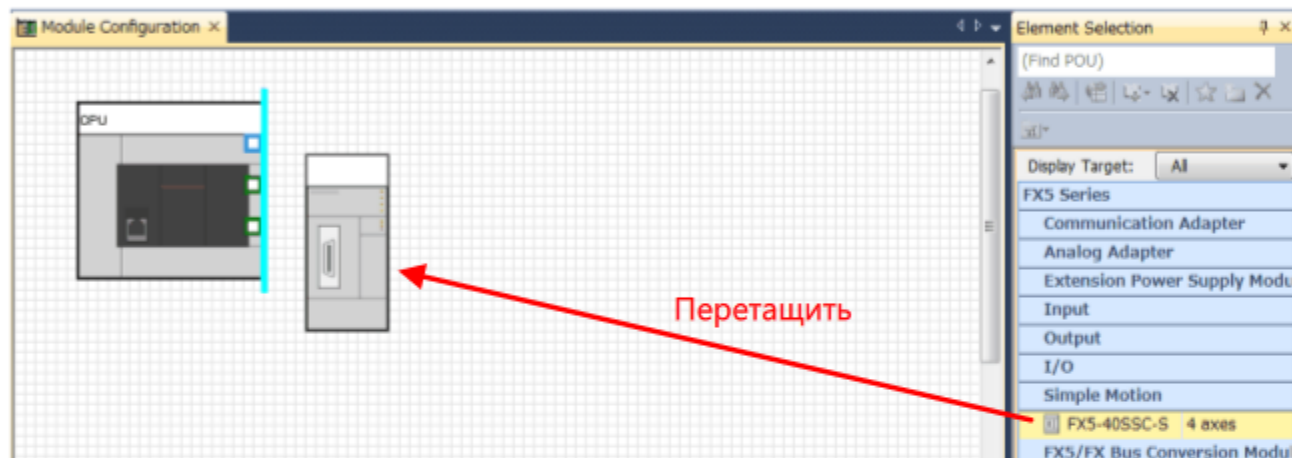 Module Configuration
CPU
Перетащить
Element Selection
(Find POU)
Display Target: All
FX5 Series
Communication Adapter
Analog Adapter
Extension Power Supply Modu
Input
Output
I/O
Simple Motion
FX5-40SSC-S 4 axes
FX5/FX Bus Conversion Modul